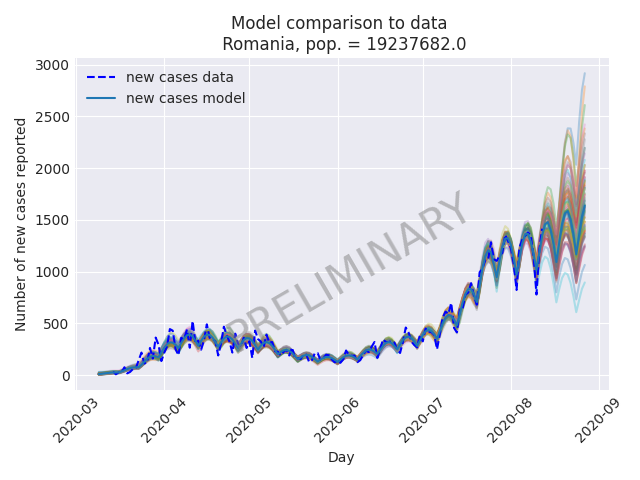 Model comparison to data
Romania, pop. = 19237682.0
new cases data
new cases model
Number of new cases reported
3000
2500
2000
1500
1000
500
0
PRELIMINARY
2020-03
2020-04
2020-05
2020-06
2020-07
2020-08
2020-09
Day